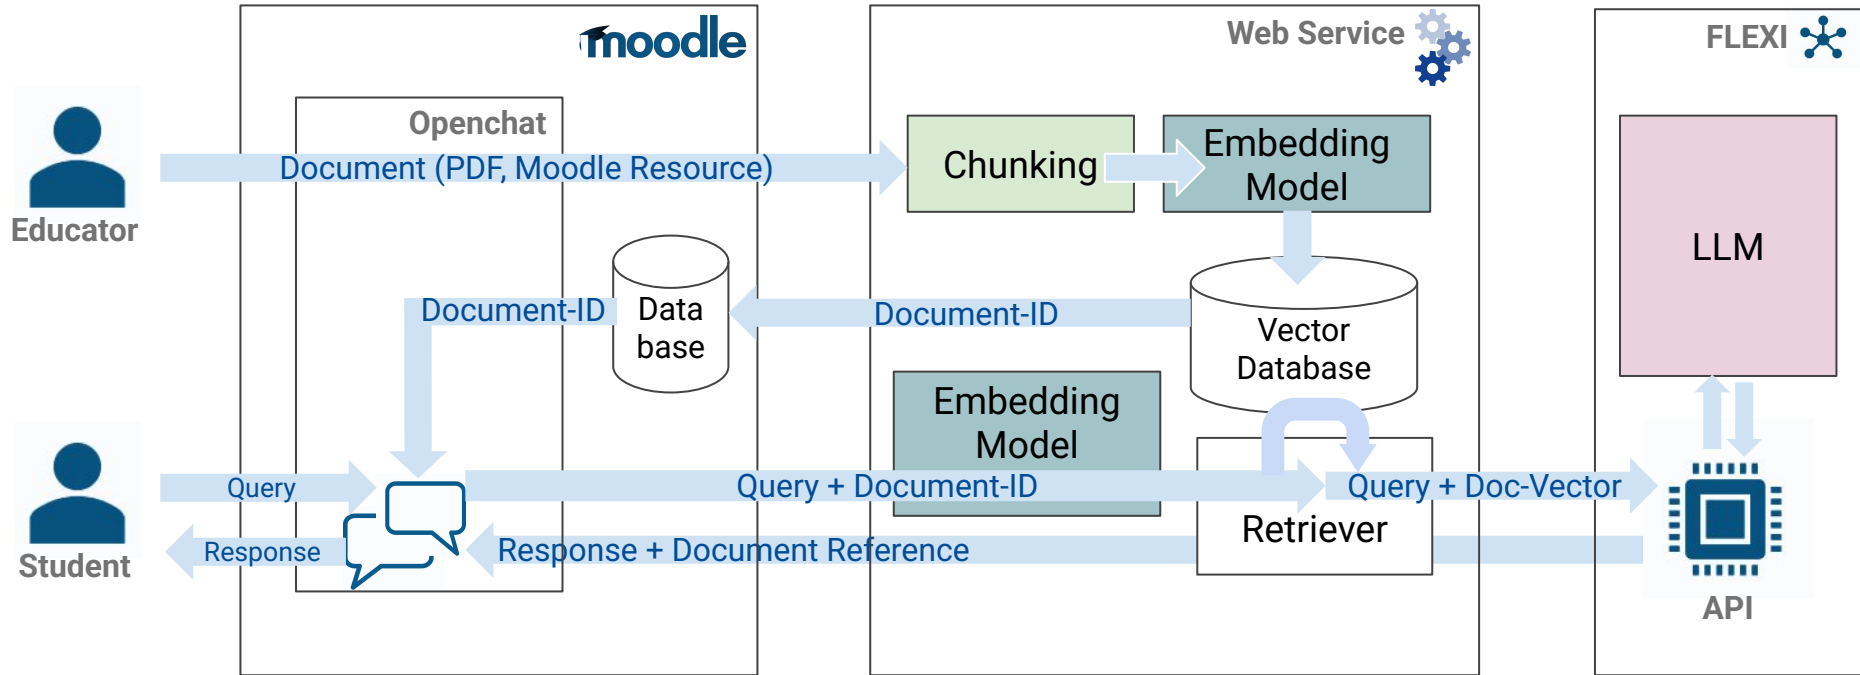 moodle
Web Service
FLEXI
Openchat
Document (PDF, Moodle Resource)
Chunking
Embedding
Model
Educator
LLM
Document-ID
Data
base
Document-ID
Vector
Database
Embedding
Model
Query
Query + Document-ID
Query + Doc-Vector
Retriever
Response
Response + Document Reference
Student
API